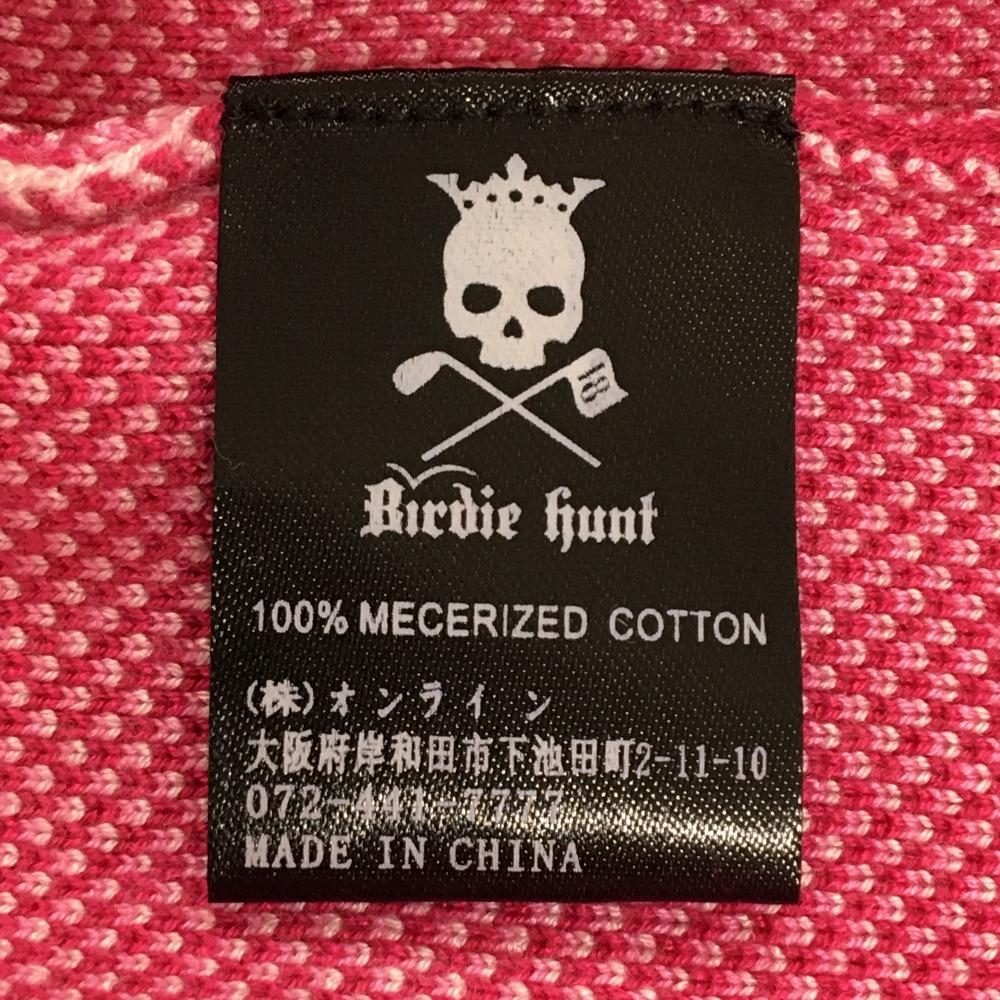 18
Birdie hunt
100% MECERIZED COTTON
(株)オンライン
大阪府岸和田市下池田町2-11-10
072-441-7777
MADE IN CHINA